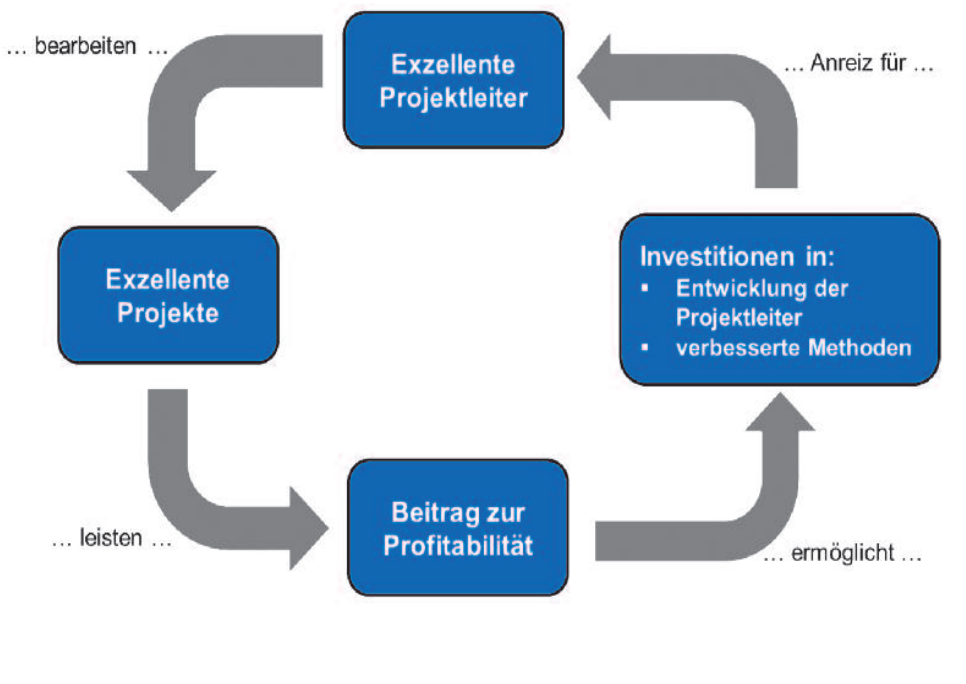 … bearbeiten …
Exzellente
Projektleiter
… Anreiz für …
Exzellente
Projekte
Investitionen in:
▪ Entwicklung der
Projektleiter
▪ verbesserte Methoden
… leisten …
Beitrag zur
Profitabilität
… ermöglicht …